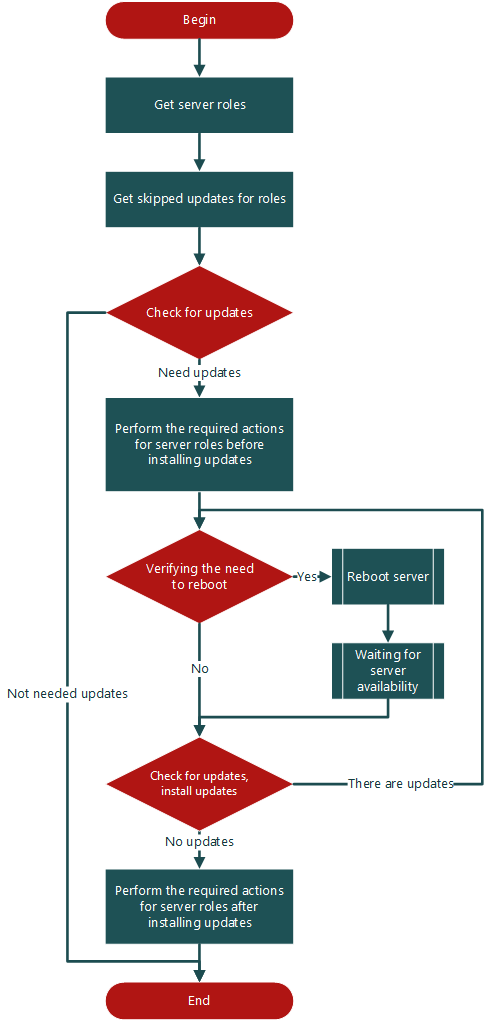 Begin
Get server roles
Get skipped updates for roles
Check for updates
Need updates
Perform the required actions
for server roles before
installing updates
Verifying the need
to reboot
Yes
Reboot server
Waiting for
server
availability
No
Not needed updates
Check for updates,
install updates
There are updates
No updates
Perform the required actions
for server roles after
installing updates
End